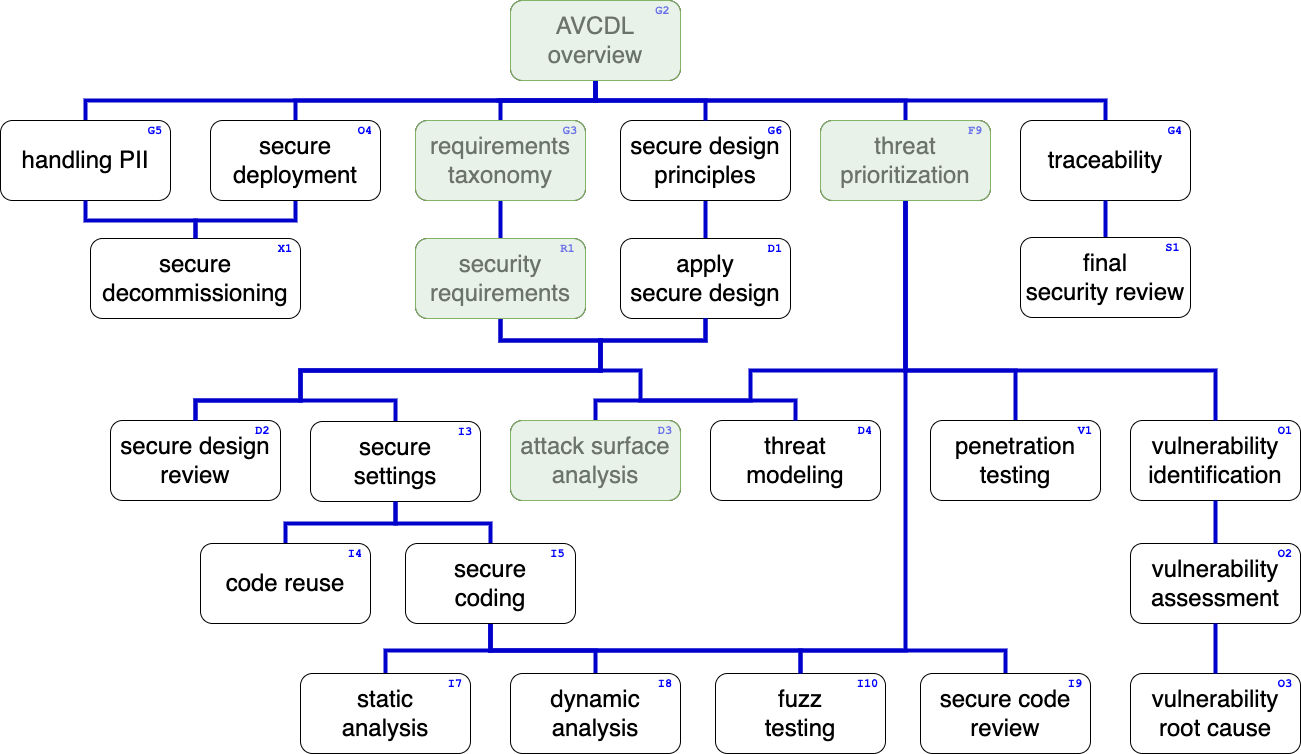 G2
AVCDL
overview
G5
handling PII
O4
secure
deployment
G3
requirements
taxonomy
G6
secure design
principles
F9
threat
prioritization
G4
traceability
X1
secure
decommissioning
R1
security
requirements
D1
apply
secure design
S1
final
security review
D2
secure design
review
I3
secure
settings
D3
attack surface
analysis
D4
threat
modeling
V1
penetration
testing
O1
vulnerability
identification
I4
code reuse
I5
secure
coding
O2
vulnerability
assessment
I7
static
analysis
I8
dynamic
analysis
I10
fuzz
testing
I9
secure code
review
O3
vulnerability
root cause